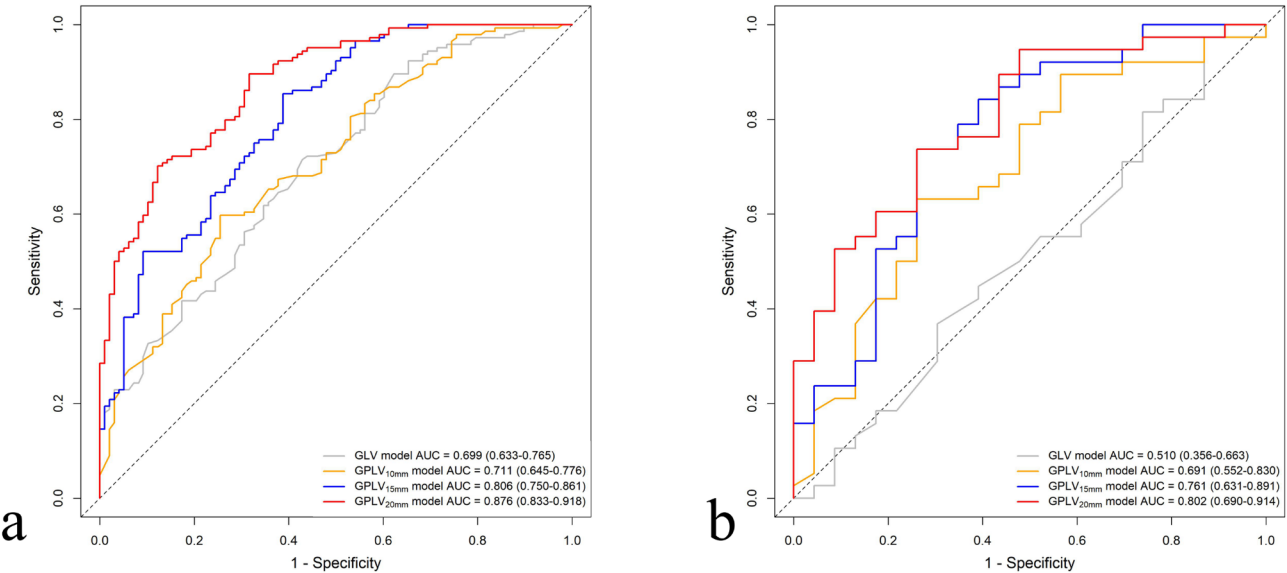 1.0
0.8
0.6
0.4
0.2
0.0
Sensitivity
0.0 0.2 0.4 0.6 0.8 1.0
1 - Specificity
GLV model AUC = 0.699 (0.633-0.765)
GPLV10mm model AUC = 0.711 (0.645-0.776)
GPLV15mm model AUC = 0.806 (0.750-0.861)
GPLV20mm model AUC = 0.876 (0.833-0.918)
a
1.0
0.8
0.6
0.4
0.2
0.0
Sensitivity
0.0 0.2 0.4 0.6 0.8 1.0
1 - Specificity
GLV model AUC = 0.510 (0.356-0.663)
GPLV10mm model AUC = 0.691 (0.552-0.830)
GPLV15mm model AUC = 0.761 (0.631-0.891)
GPLV20mm model AUC = 0.802 (0.690-0.914)
b